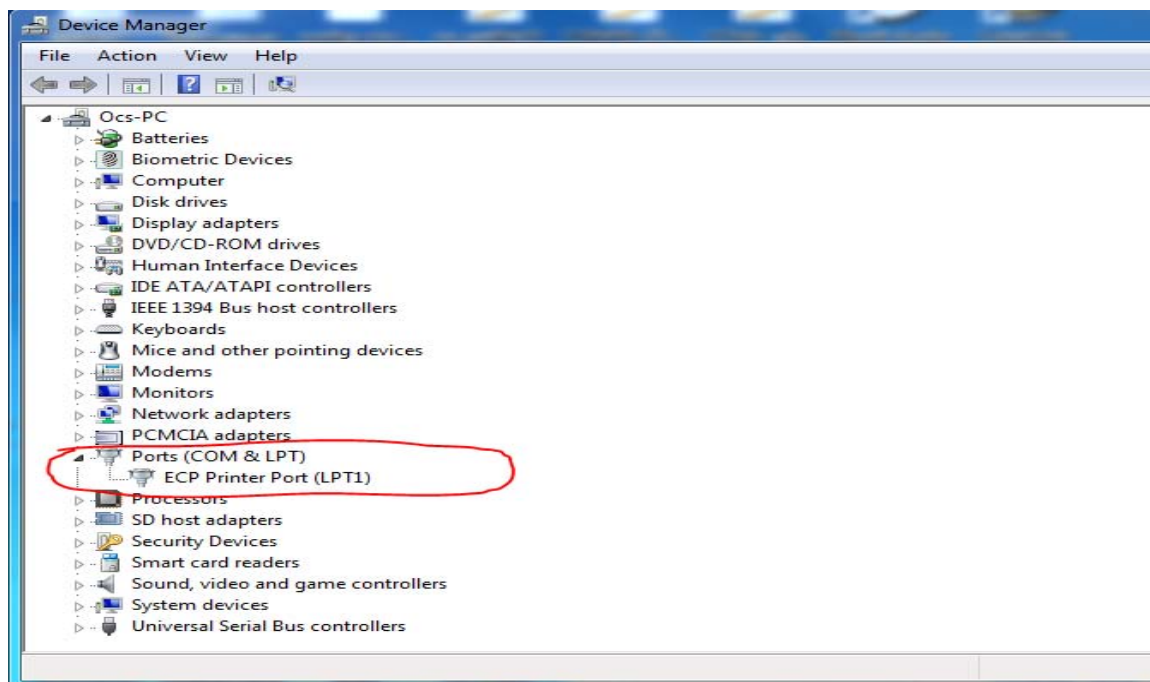 Device Manager
File Action View Help
Ocs-PC
Batteries
Biometric Devices
Computer
Disk drives
Display adapters
DVD/CD-ROM drives
Human Interface Devices
IDE ATA/ATAPI controllers
IEEE 1394 Bus host controllers
Keyboards
Mice and other pointing devices
Modems
Monitors
Network adapters
PCMCIA adapters
Ports (COM & LPT)
ECP Printer Port (LPT1)
Processors
SD host adapters
Security Devices
Smart card readers
Sound, video and game controllers
System devices
Universal Serial Bus controllers